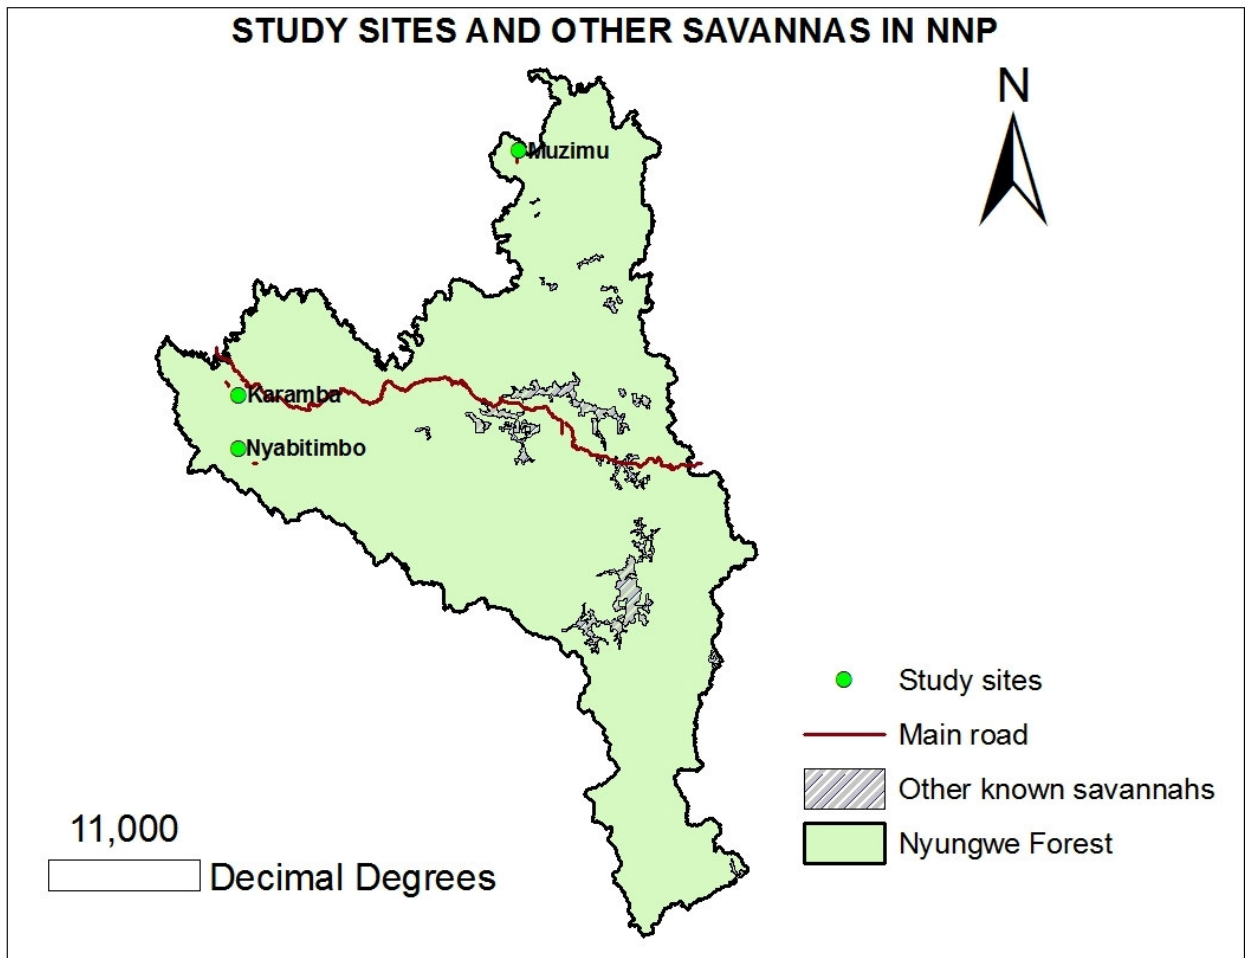 STUDY SITES AND OTHER SAVANNAS IN NNP
N
Muzimu
Karamba
Nyabitimbo
Study sites
Main road
Other known savannahs
Nyungwe Forest
11,000
Decimal Degrees